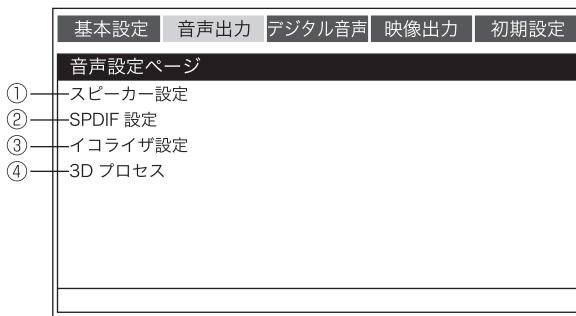 基本設定 音声出力 デジタル音声 映像出力 初期設定
音声設定ページ
① スピーカー設定
② SPDIF 設定
③ イコライザ設定
④ 3D プロセス